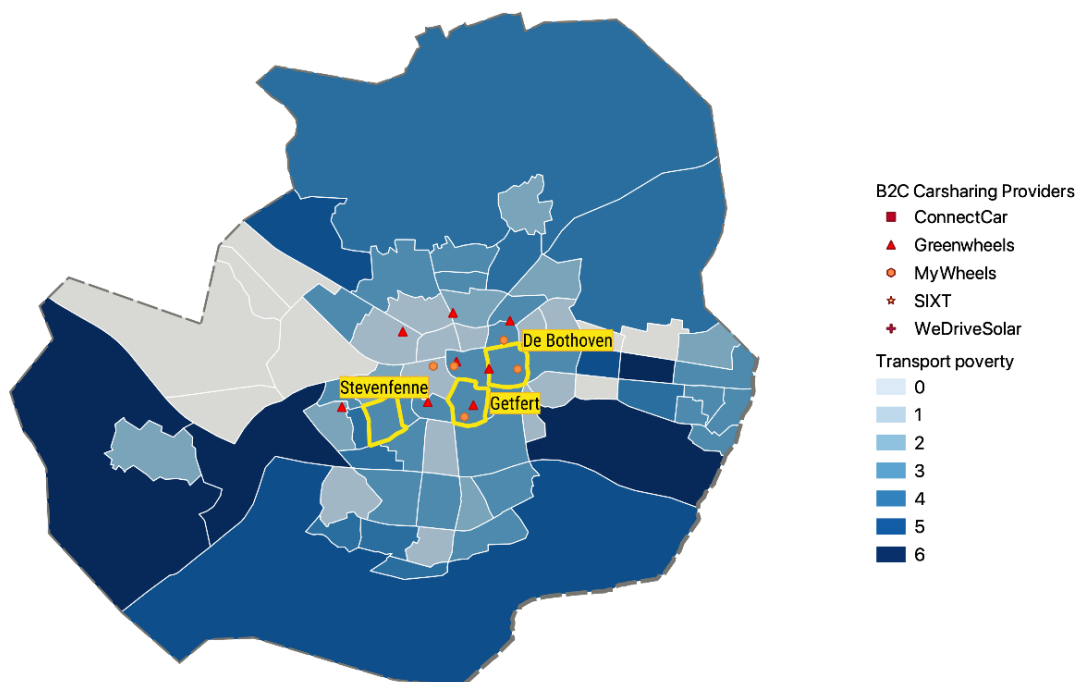 De Bothoven
Stevenfenne
Getfert
B2C Carsharing Providers
ConnectCar
Greenwheels
MyWheels
SIXT
WeDriveSolar
Transport poverty
0
1
2
3
4
5
6